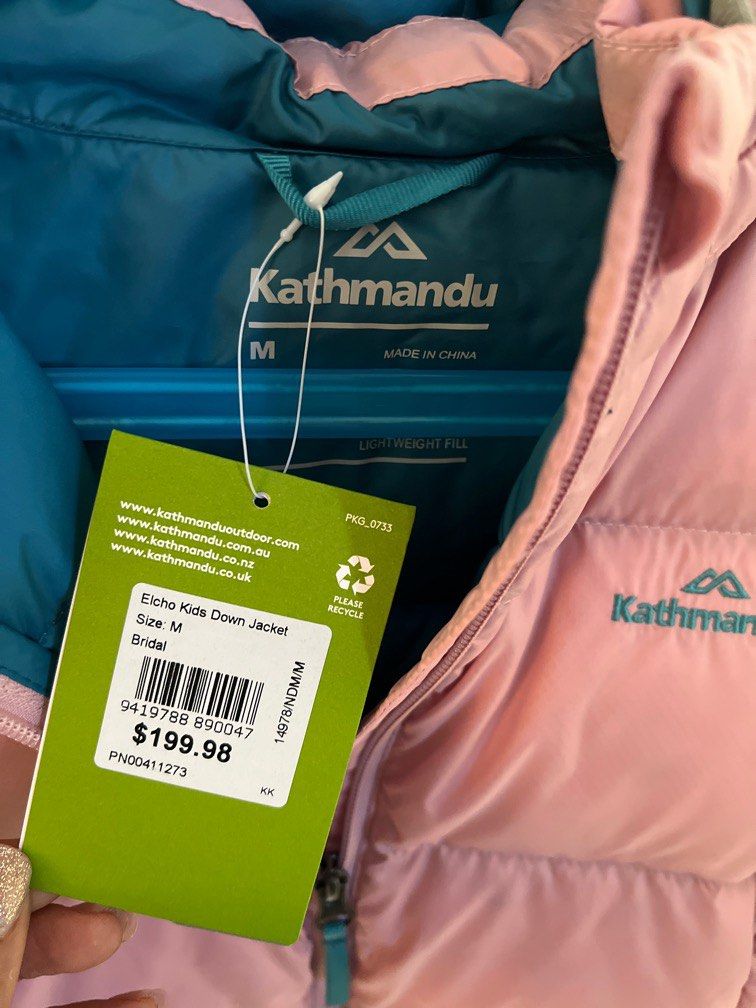 Kathmandu
M
MADE IN CHINA
LIGHTWEIGHT FILL
www.kathmanduoutdoor.com
www.kathmandu.com.au
www.kathmandu.co.nz
www.kathmandu.co.uk
PKG_0733
PLEASE
RECYCLE
Elcho Kids Down Jacket
Size: M
Bridal
9419788 890047
$199.98
PN00411273
14978/NDM/M
KK
Kathman